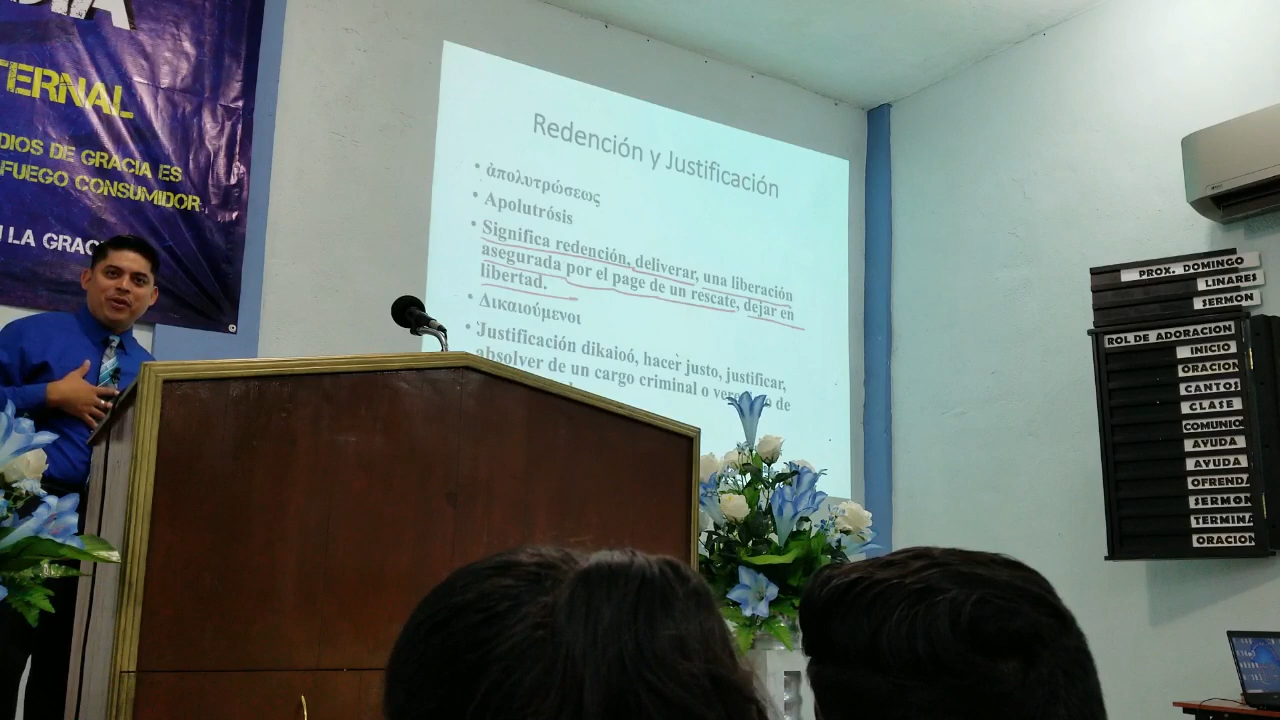 TERNAL
DIOS DE GRACIA ES
FUEGO CONSUMIDOR
LA GRAC
Redención y Justificación
• ἀπολυτρώσεως
• Apolutrósis
• Significa redención, deliverar, una liberación
asegurada por el page de un rescate, dejar en
libertad.
• Δικαιούμενοι
• Justificación dikaioó, hacer justo, justificar,
absolver de un cargo criminal o de
PROX. DOMINGO
LINARES
SERMON
ROL DE ADORACION
INICIO
ORACION
CANTOS
CLASE
COMUNIC
AYUDA
AYUDA
OFRENDA
SERMON
TERMINA
ORACION